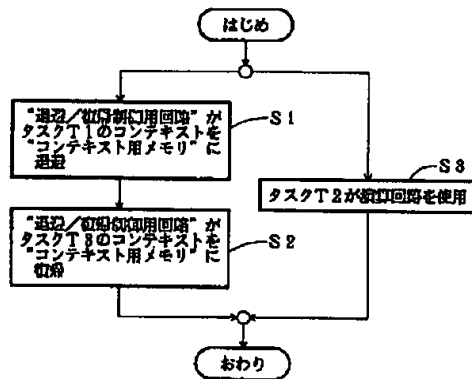 はじめ
"退避/復帰制御用回路"が
タスクT1のコンテキストを
"コンテキスト用メモリ"に
退避
S1
"退避/復帰制御用回路"が
タスクT3のコンテキストを
"コンテキスト用メモリ"に
復帰
S2
S3
タスクT2が演算回路を使用
おわり